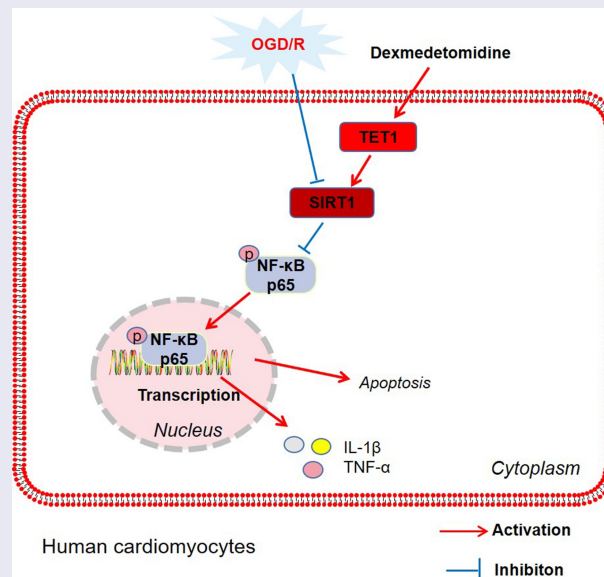 OGD/R
Dexmedetomidine
TET1
SIRT1
p
NF-κB
p65
p
NF-κB
p65
Transcription
Nucleus
Apoptosis
IL-1β
TNF-α
Cytoplasm
Human cardiomyocytes
Activation
Inhibiton